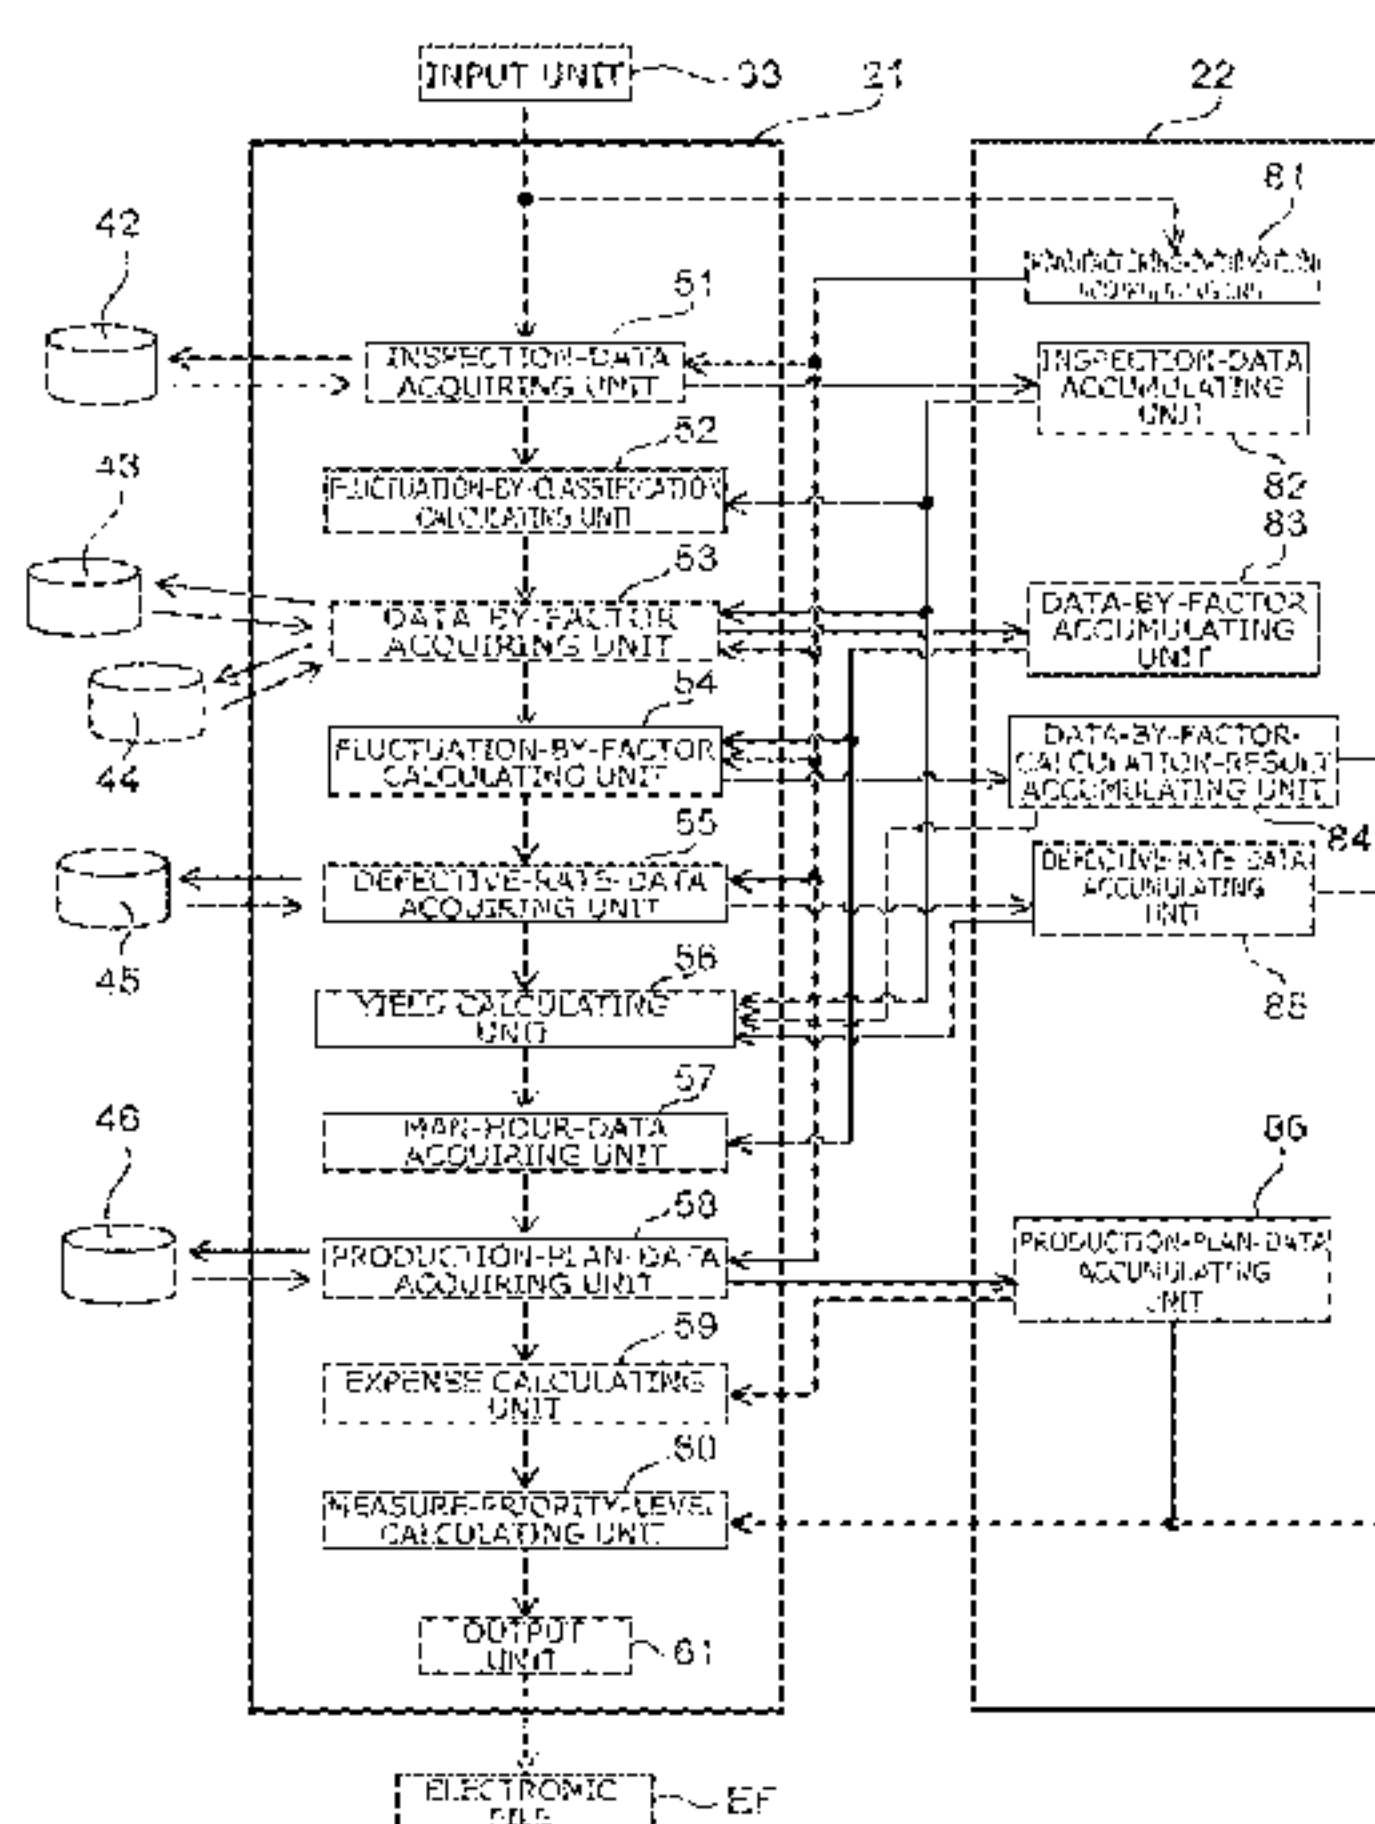 INPUT UNIT
33
21
22
81
42
51
INSPECTION-DATA
ACQUIRING UNIT
INSPECTION-DATA
ACCUMULATING
UNIT
82
52
43
FLUCTUATION-BY-CLASSIFICATION
CALCULATING UNIT
83
53
DATA-BY-FACTOR
ACQUIRING UNIT
DATA-BY-FACTOR
ACCUMULATING
UNIT
44
54
FLUCTUATION-BY-FACTOR
CALCULATING UNIT
DATA-BY-FACTOR-
CALCULATION-RESULT
ACCUMULATING UNIT
84
55
DEFECTIVE-RATE-DATA
ACQUIRING UNIT
DEFECTIVE-RATE-DATA
ACCUMULATING
UNIT
45
85
56
YIELD CALCULATING
UNIT
57
MAN-HOUR-DATA
ACQUIRING UNIT
46
86
58
PRODUCTION-PLAN-DATA
ACQUIRING UNIT
PRODUCTION-PLAN-DATA
ACCUMULATING
UNIT
59
EXPENSE CALCULATING
UNIT
60
MEASURE-PRIORITY-LEVEL
CALCULATING UNIT
OUTPUT
UNIT
61
ELECTRONIC
FILE
EF